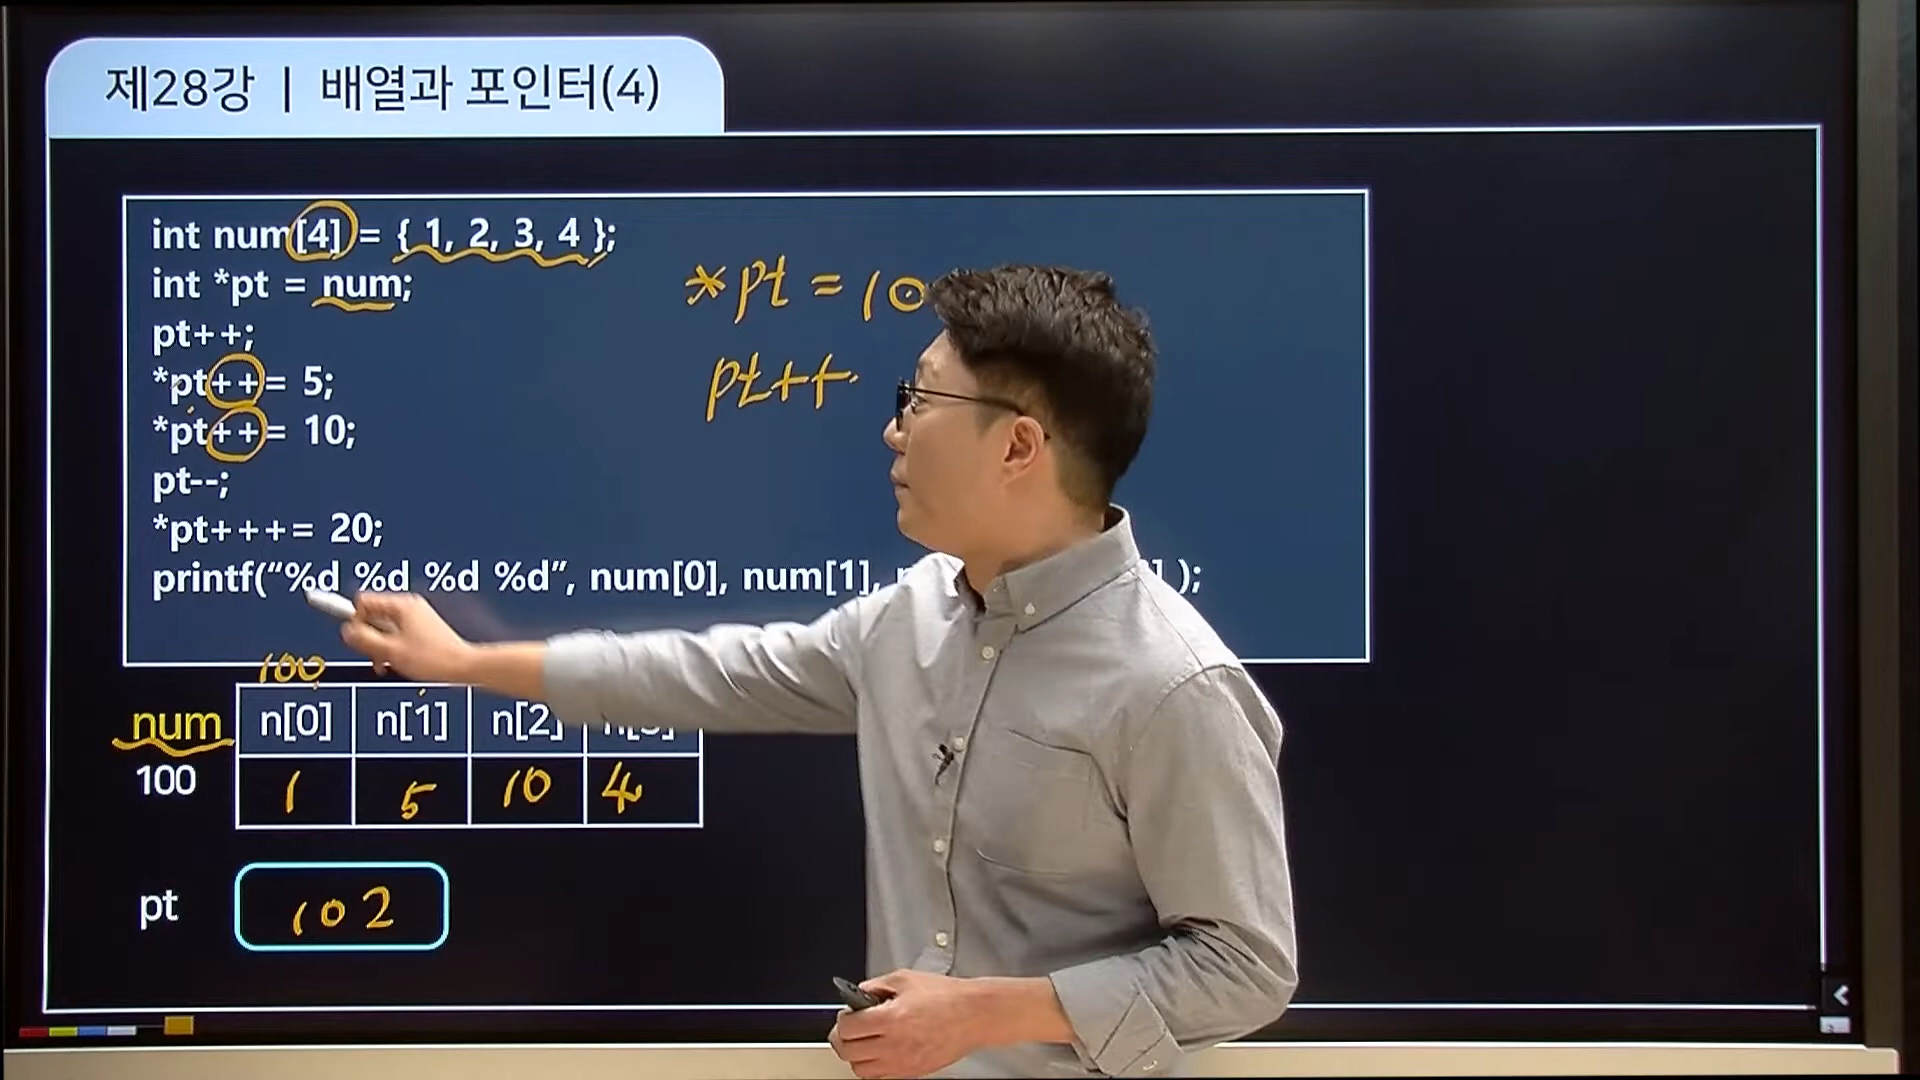 제28강 | 배열과 포인터(4)
int num[4] = { 1, 2, 3, 4 };
int *pt = num;
pt++;
*pt++= 5;
*pt++= 10;
pt--;
*pt+++= 20;
printf(“%d %d %d %d”, num[0], num[1], ] );
*pt = 10
pt++
100
num n[0] n[1] n[2]
100 1 5 10 4
pt 102